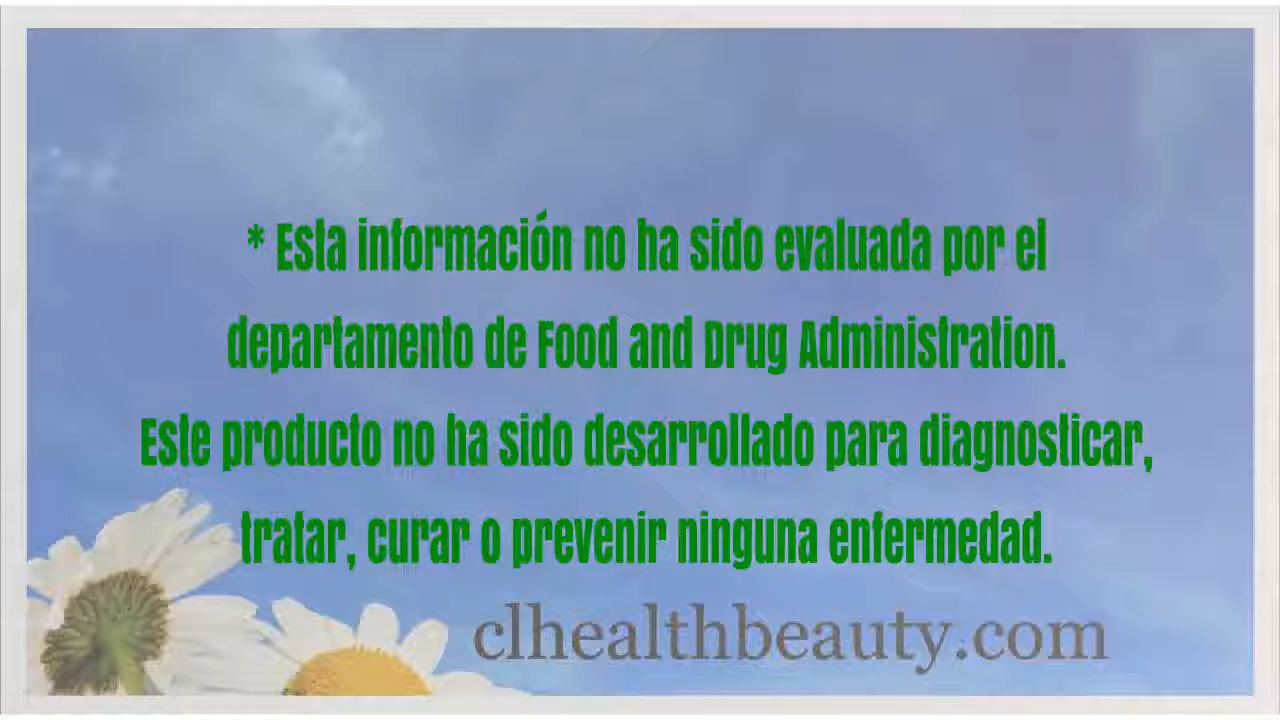 * Esta información no ha sido evaluada por el
departamento de Food and Drug Administration.
Este producto no ha sido desarrollado para diagnosticar,
tratar, curar o prevenir ninguna enfermedad.
clhealthbeauty.com